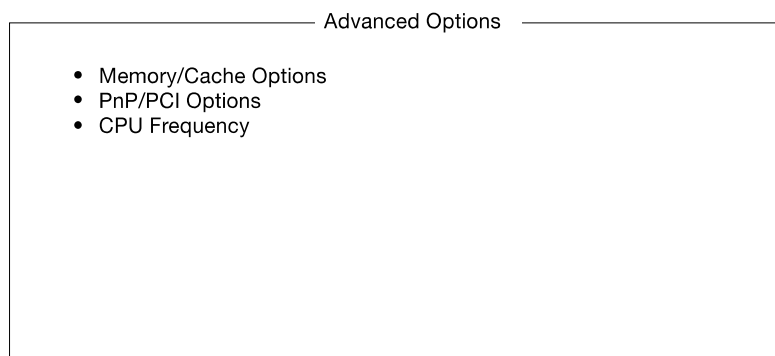 Advanced Options
• Memory/Cache Options
• PnP/PCI Options
• CPU Frequency